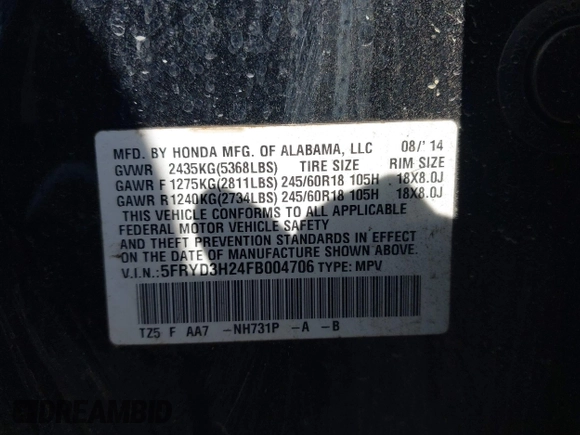 MFD. BY HONDA MFG. OF ALABAMA, LLC 08/'14
GVWR 2435KG(5368LBS) TIRE SIZE RIM SIZE
GAWR F 1275KG(2811LBS) 245/60R18 105H 18X8.0J
GAWR R 1240KG(2734LBS) 245/60R18 105H 18X8.0J
THIS VEHICLE CONFORMS TO ALL APPLICABLE
FEDERAL MOTOR VEHICLE SAFETY
AND THEFT PREVENTION STANDARDS IN EFFECT
ON THE DATE OF MANUFACTURE SHOWN ABOVE.
V.I.N.: 5FRYD3H24FB004706 TYPE: MPV
TZ5 F AA7 -NH731P -A -B
DREAMBID